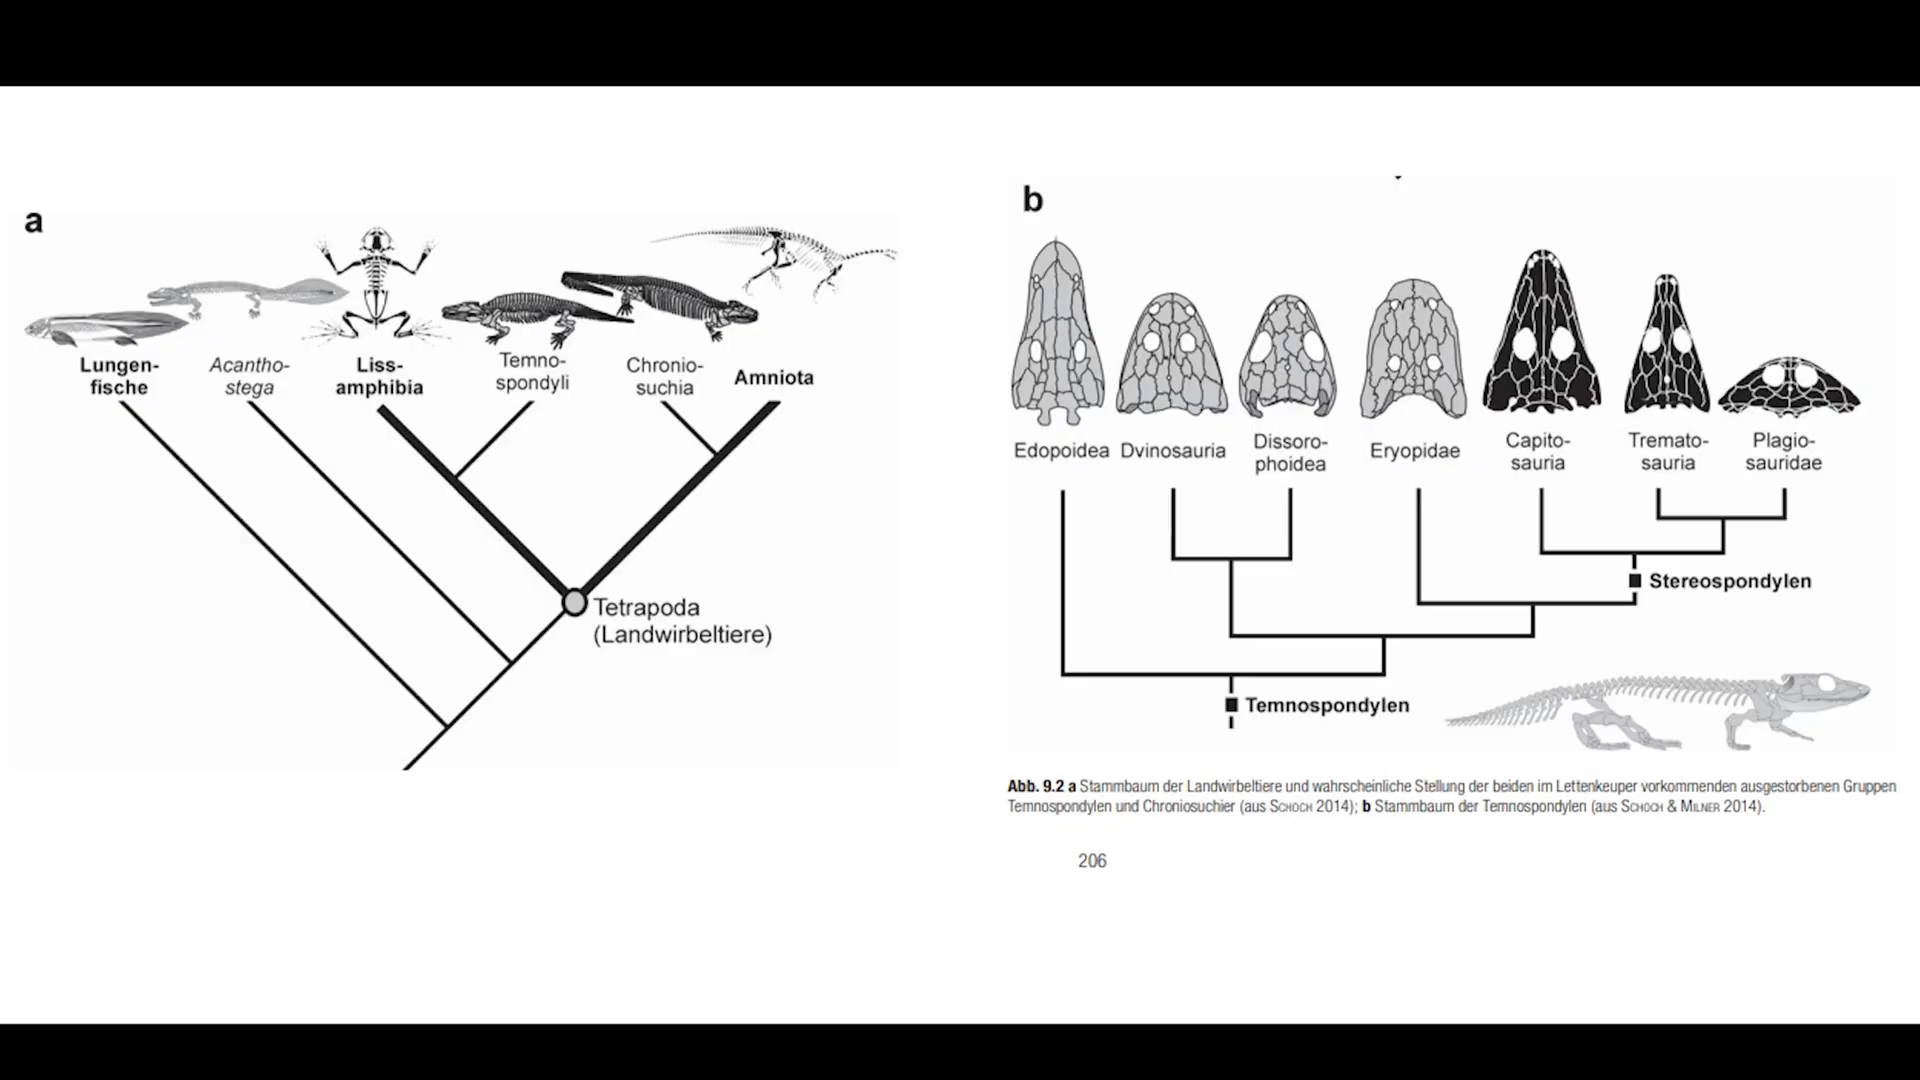 a
Lungen-
fische
Acantho-
stega
Liss-
amphibia
Temno-
spondyli
Chronio-
suchia
Amniota
Tetrapoda
(Landwirbeltiere)
b
Edopoidea
Dvinosauria
Dissoro-
phoidea
Eryopidae
Capito-
sauria
Tremato-
sauria
Plagio-
sauridae
Stereospondylen
Temnospondylen
Abb. 9.2 a Stammbaum der Landwirbeltiere und wahrscheinliche Stellung der beiden im Lettenkeuper vorkommenden ausgestorbenen Gruppen
Temnospondylen und Chroniosuchier (aus SCHOCH 2014); b Stammbaum der Temnospondylen (aus SCHOCH & MILNER 2014).
206